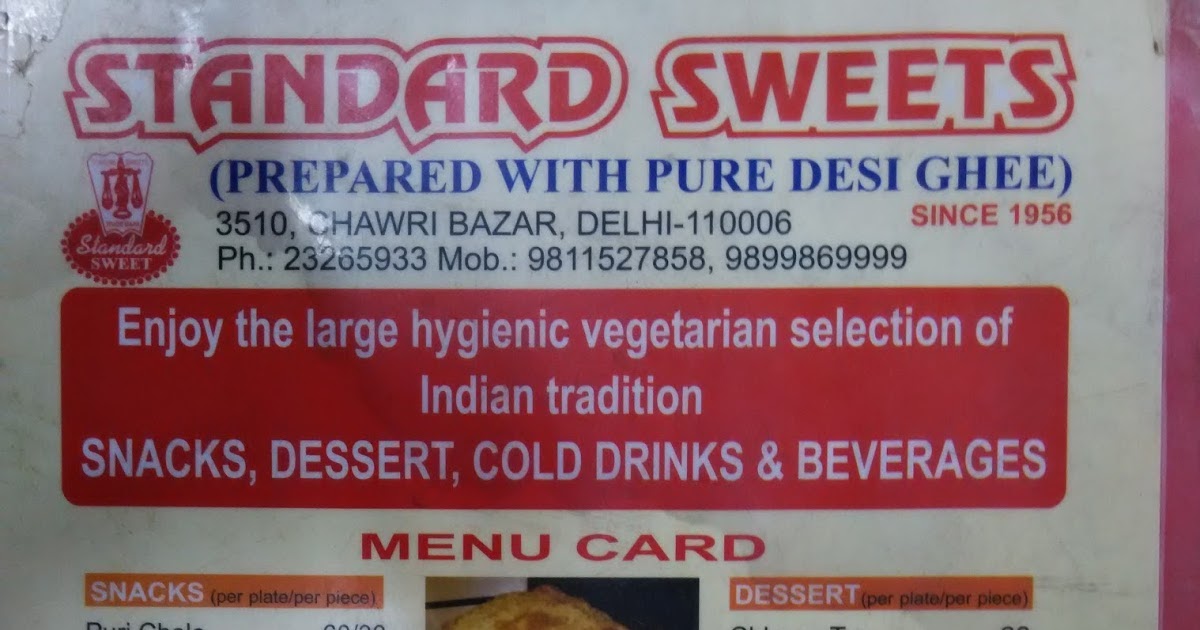 STANDARD SWEETS
(PREPARED WITH PURE DESI GHEE)
Standard
SWEET
3510, CHAWRI BAZAR, DELHI-110006
SINCE 1956
Ph.: 23265933 Mob.: 9811527858, 9899869999
Enjoy the large hygienic vegetarian selection of
Indian tradition
SNACKS, DESSERT, COLD DRINKS & BEVERAGES
MENU CARD
SNACKS (per plate/per piece)
DESSERT (per plate/per piece)